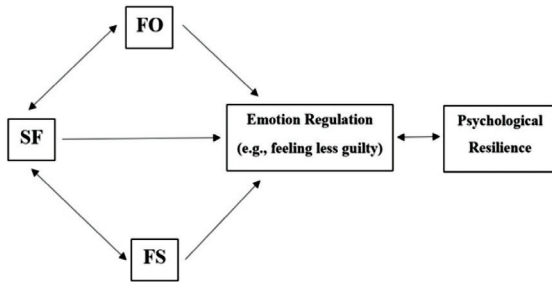 FO
SF
Emotion Regulation
(e.g., feeling less guilty)
Psychological
Resilience
FS